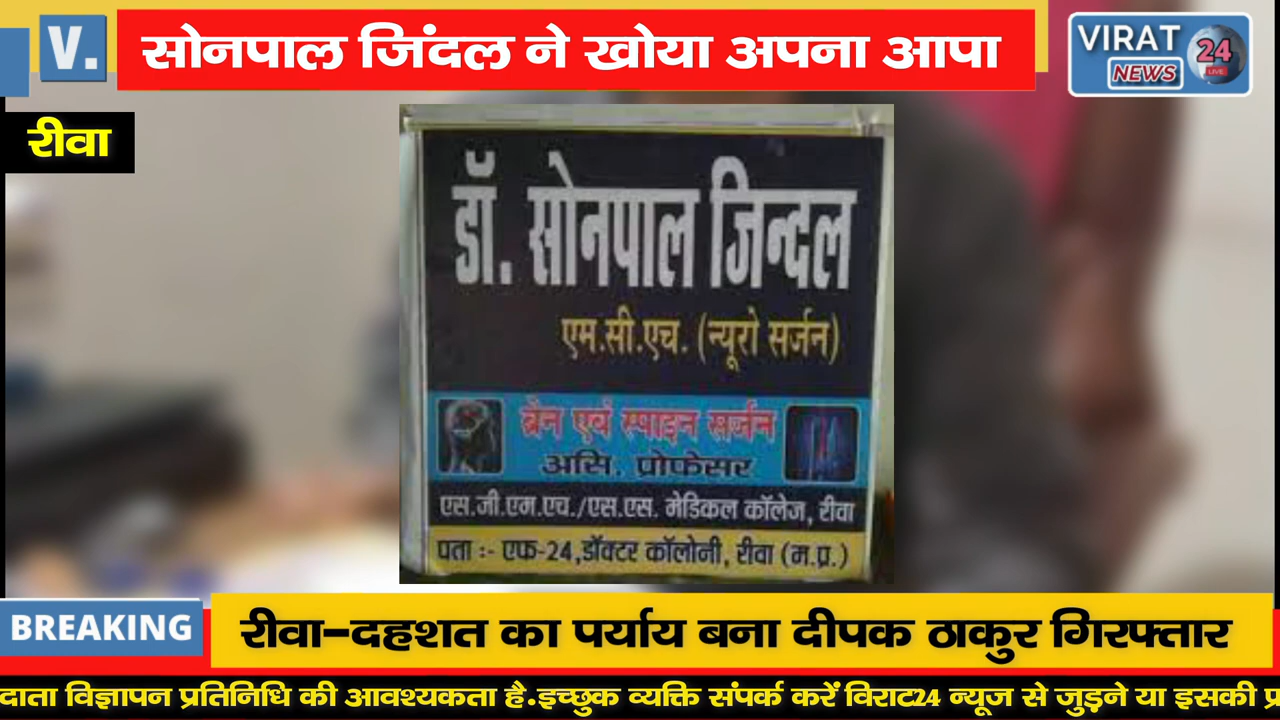 V.
सोनपाल जिंदल ने खोया अपना आपा
VIRAT
24
LIVE
NEWS
रीवा
डॉ. सोनपाल जिन्दल
एम.सी.एच. (न्यूरो सर्जन)
ब्रेन एवं स्पाइन सर्जन
असि. प्रोफेसर
एस.जी.एम.एच./एस.एस. मेडिकल कॉलेज, रीवा
पता :- एफ-24,डॉक्टर कॉलोनी, रीवा (म.प्र.)
BREAKING
रीवा-दहशत का पर्याय बना दीपक ठाकुर गिरफ्तार
दाता विज्ञापन प्रतिनिधि की आवश्यकता है.इच्छुक व्यक्ति संपर्क करें विराट24 न्यूज से जुड़ने या इसकी प्र